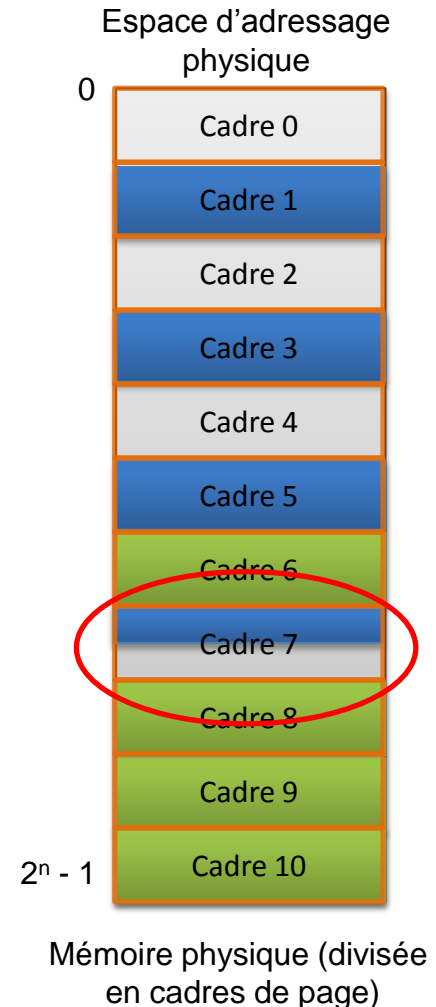 Espace d’adressage
physique
0
Cadre 0
Cadre 1
Cadre 2
Cadre 3
Cadre 4
Cadre 5
Cadre 6
Cadre 7
Cadre 8
Cadre 9
Cadre 10
2ⁿ - 1
Mémoire physique (divisée
en cadres de page)